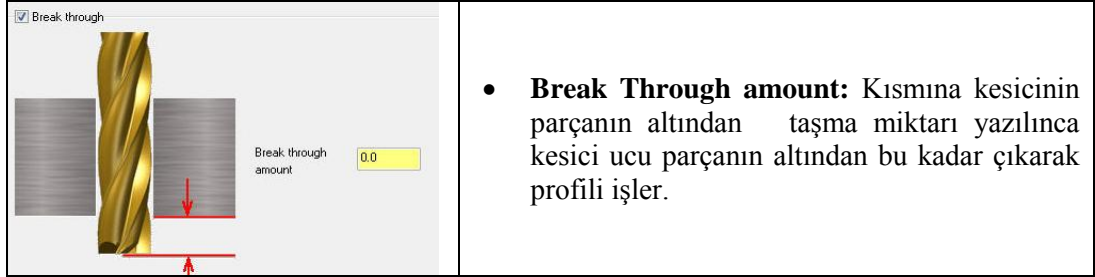 Break through
Break through
amount
0.0
• Break Through amount: Kısmına kesicinin
parçanın altından taşma miktarı yazılınca
kesici ucu parçanın altından bu kadar çıkarak
profili işler.